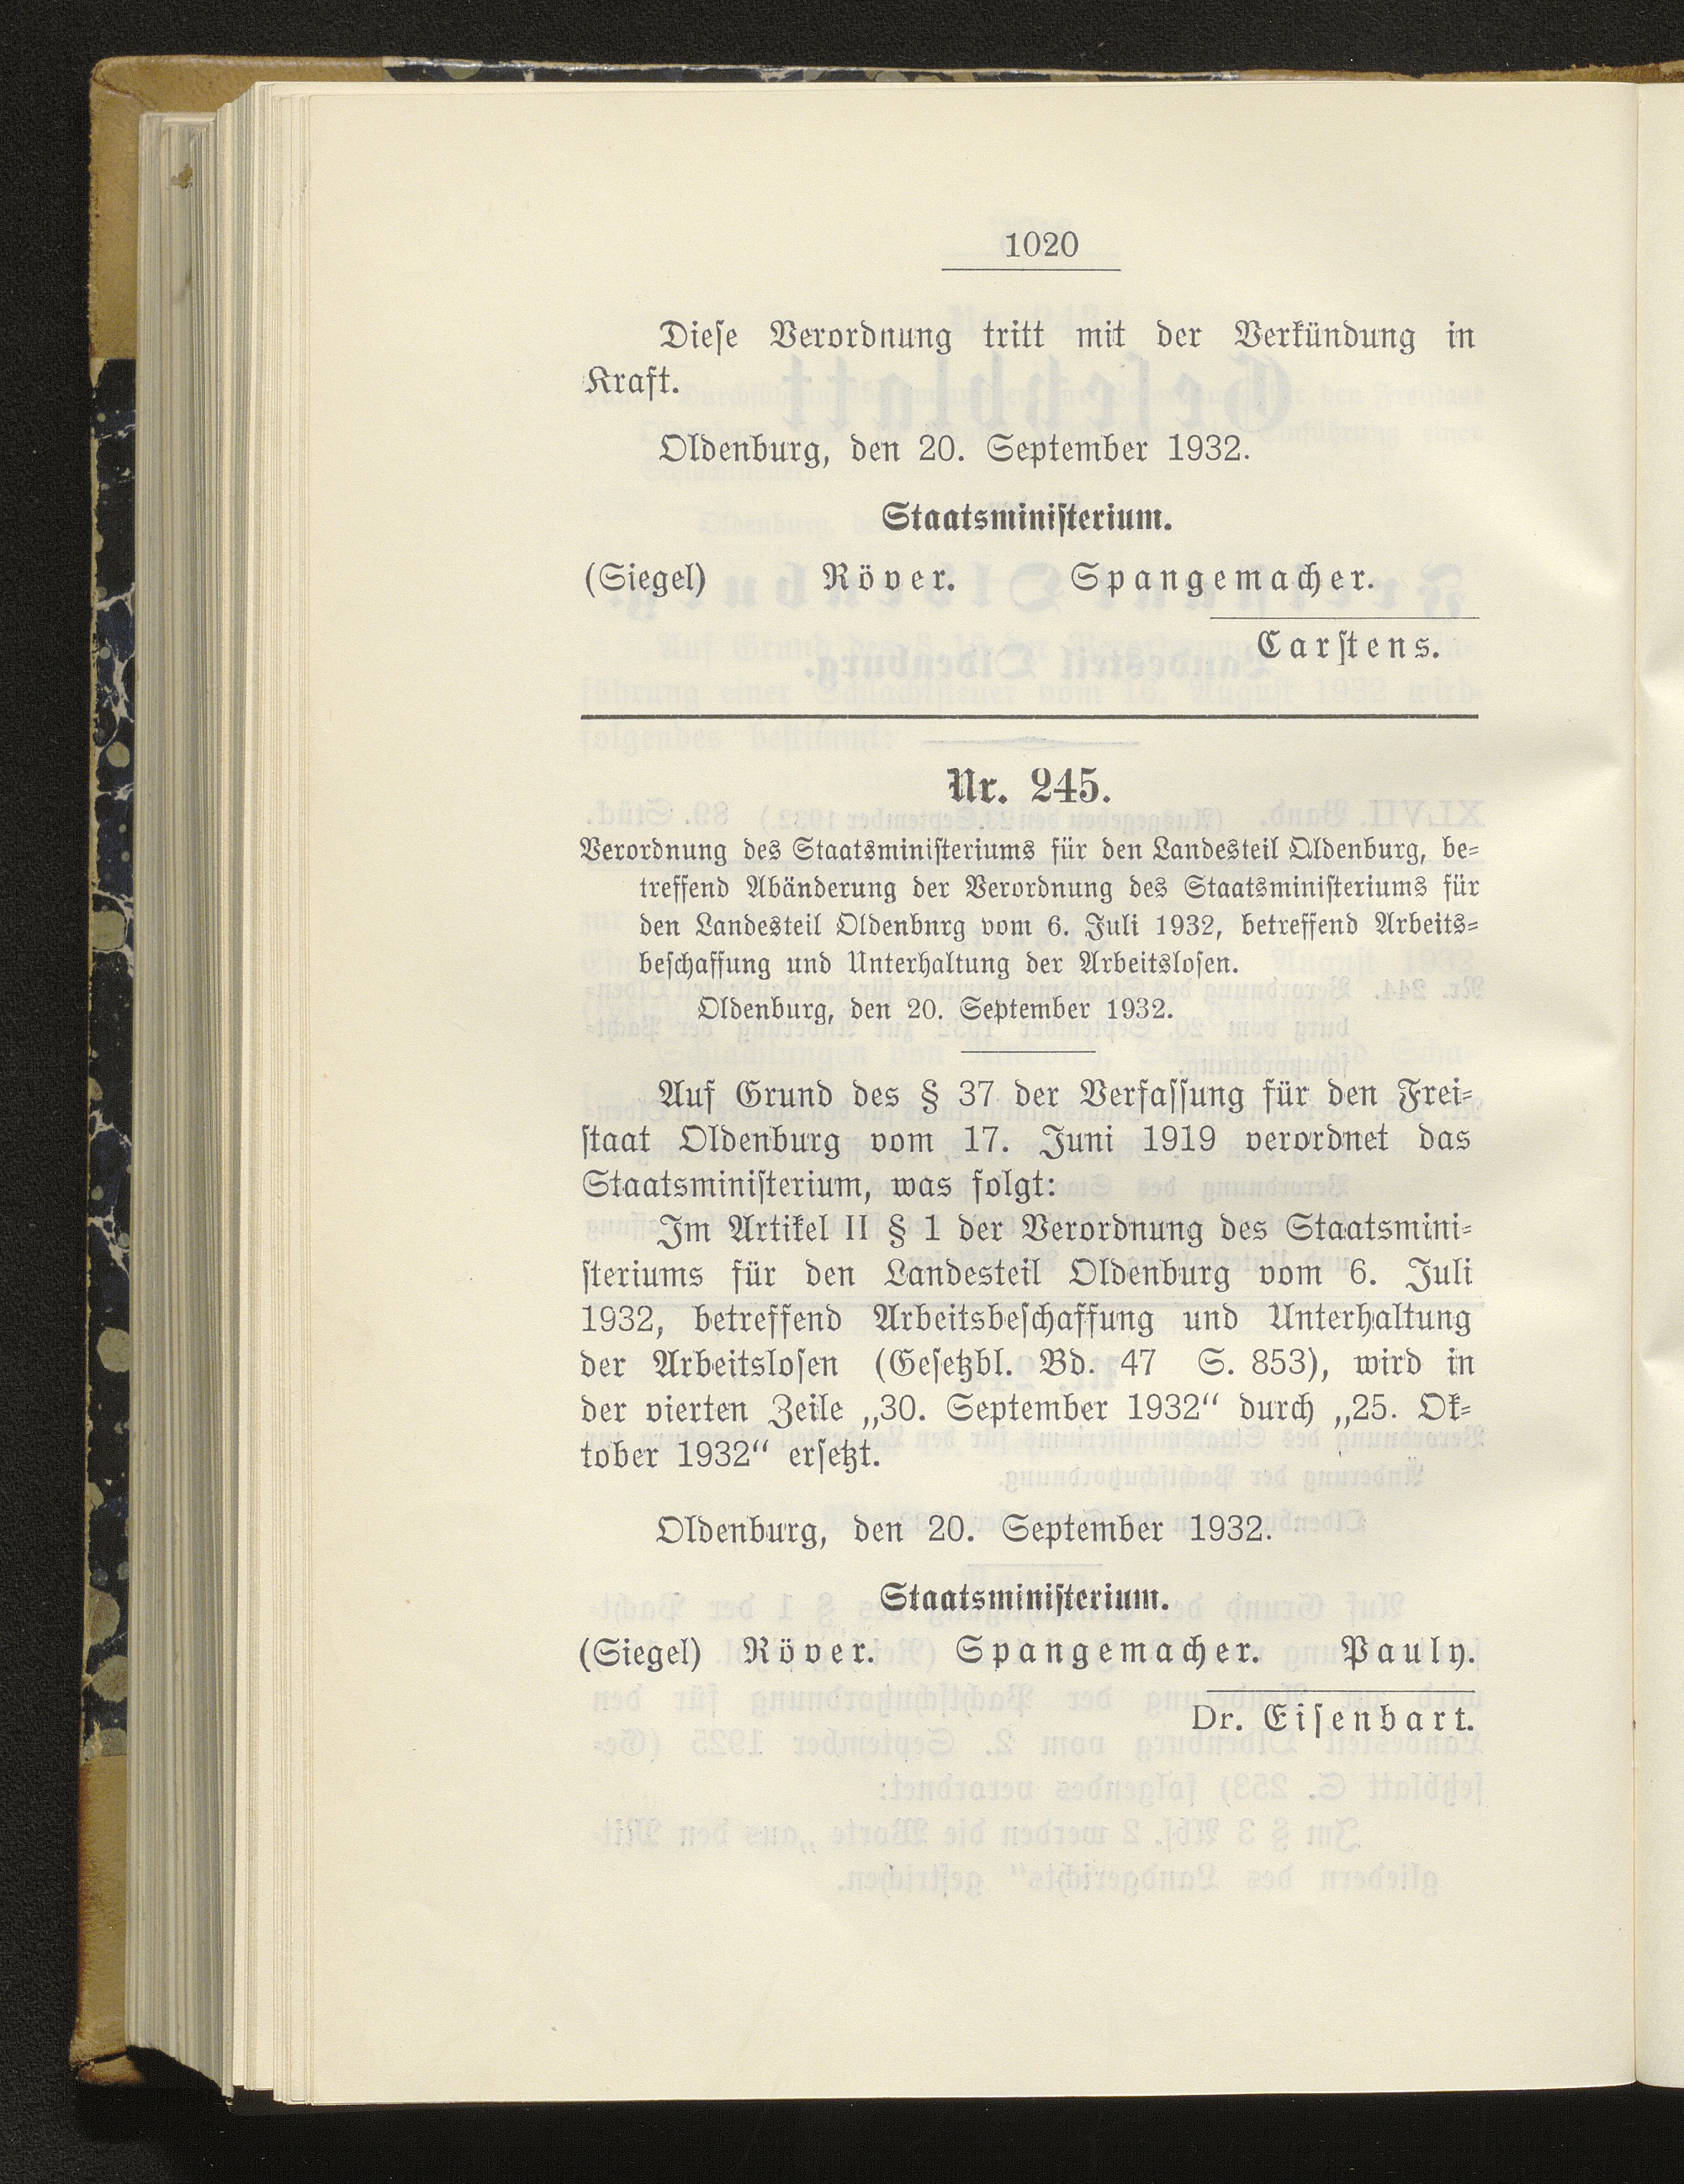 1020
Diese Verordnung tritt mit der Verkündung in
Kraft.
Oldenburg, den 20. September 1932.
Staatsministerium.
(Siegel) Röver. Spangemacher.
Carstens.
Nr. 245.
Verordnung des Staatsministeriums für den Landesteil Oldenburg, be-
treffend Abänderung der Verordnung des Staatsministeriums für
den Landesteil Oldenbnrg vom 6. Juli 1932, betreffend Arbeits-
beschaffung und Unterhaltung der Arbeitslosen.
Oldenburg, den 20. September 1932.
Auf Grund des § 37 der Verfassung für den Frei-
staat Oldenburg vom 17. Juni 1919 verordnet das
Staatsministerium, was folgt:
Im Artikel II § 1 der Verordnung des Staatsmini-
steriums für den Landesteil Oldenburg vom 6. Juli
1932, betreffend Arbeitsbeschaffung und Unterhaltung
der Arbeitslosen (Gesetzbl. Bd. 47 S. 853), wird in
der vierten Zeile „30. September 1932“ durch „25. Ok-
tober 1932“ ersetzt.
Oldenburg, den 20. September 1932.
Staatsministerium.
(Siegel) Röver. Spangemacher. Pauly.
Dr. Eisenbart.